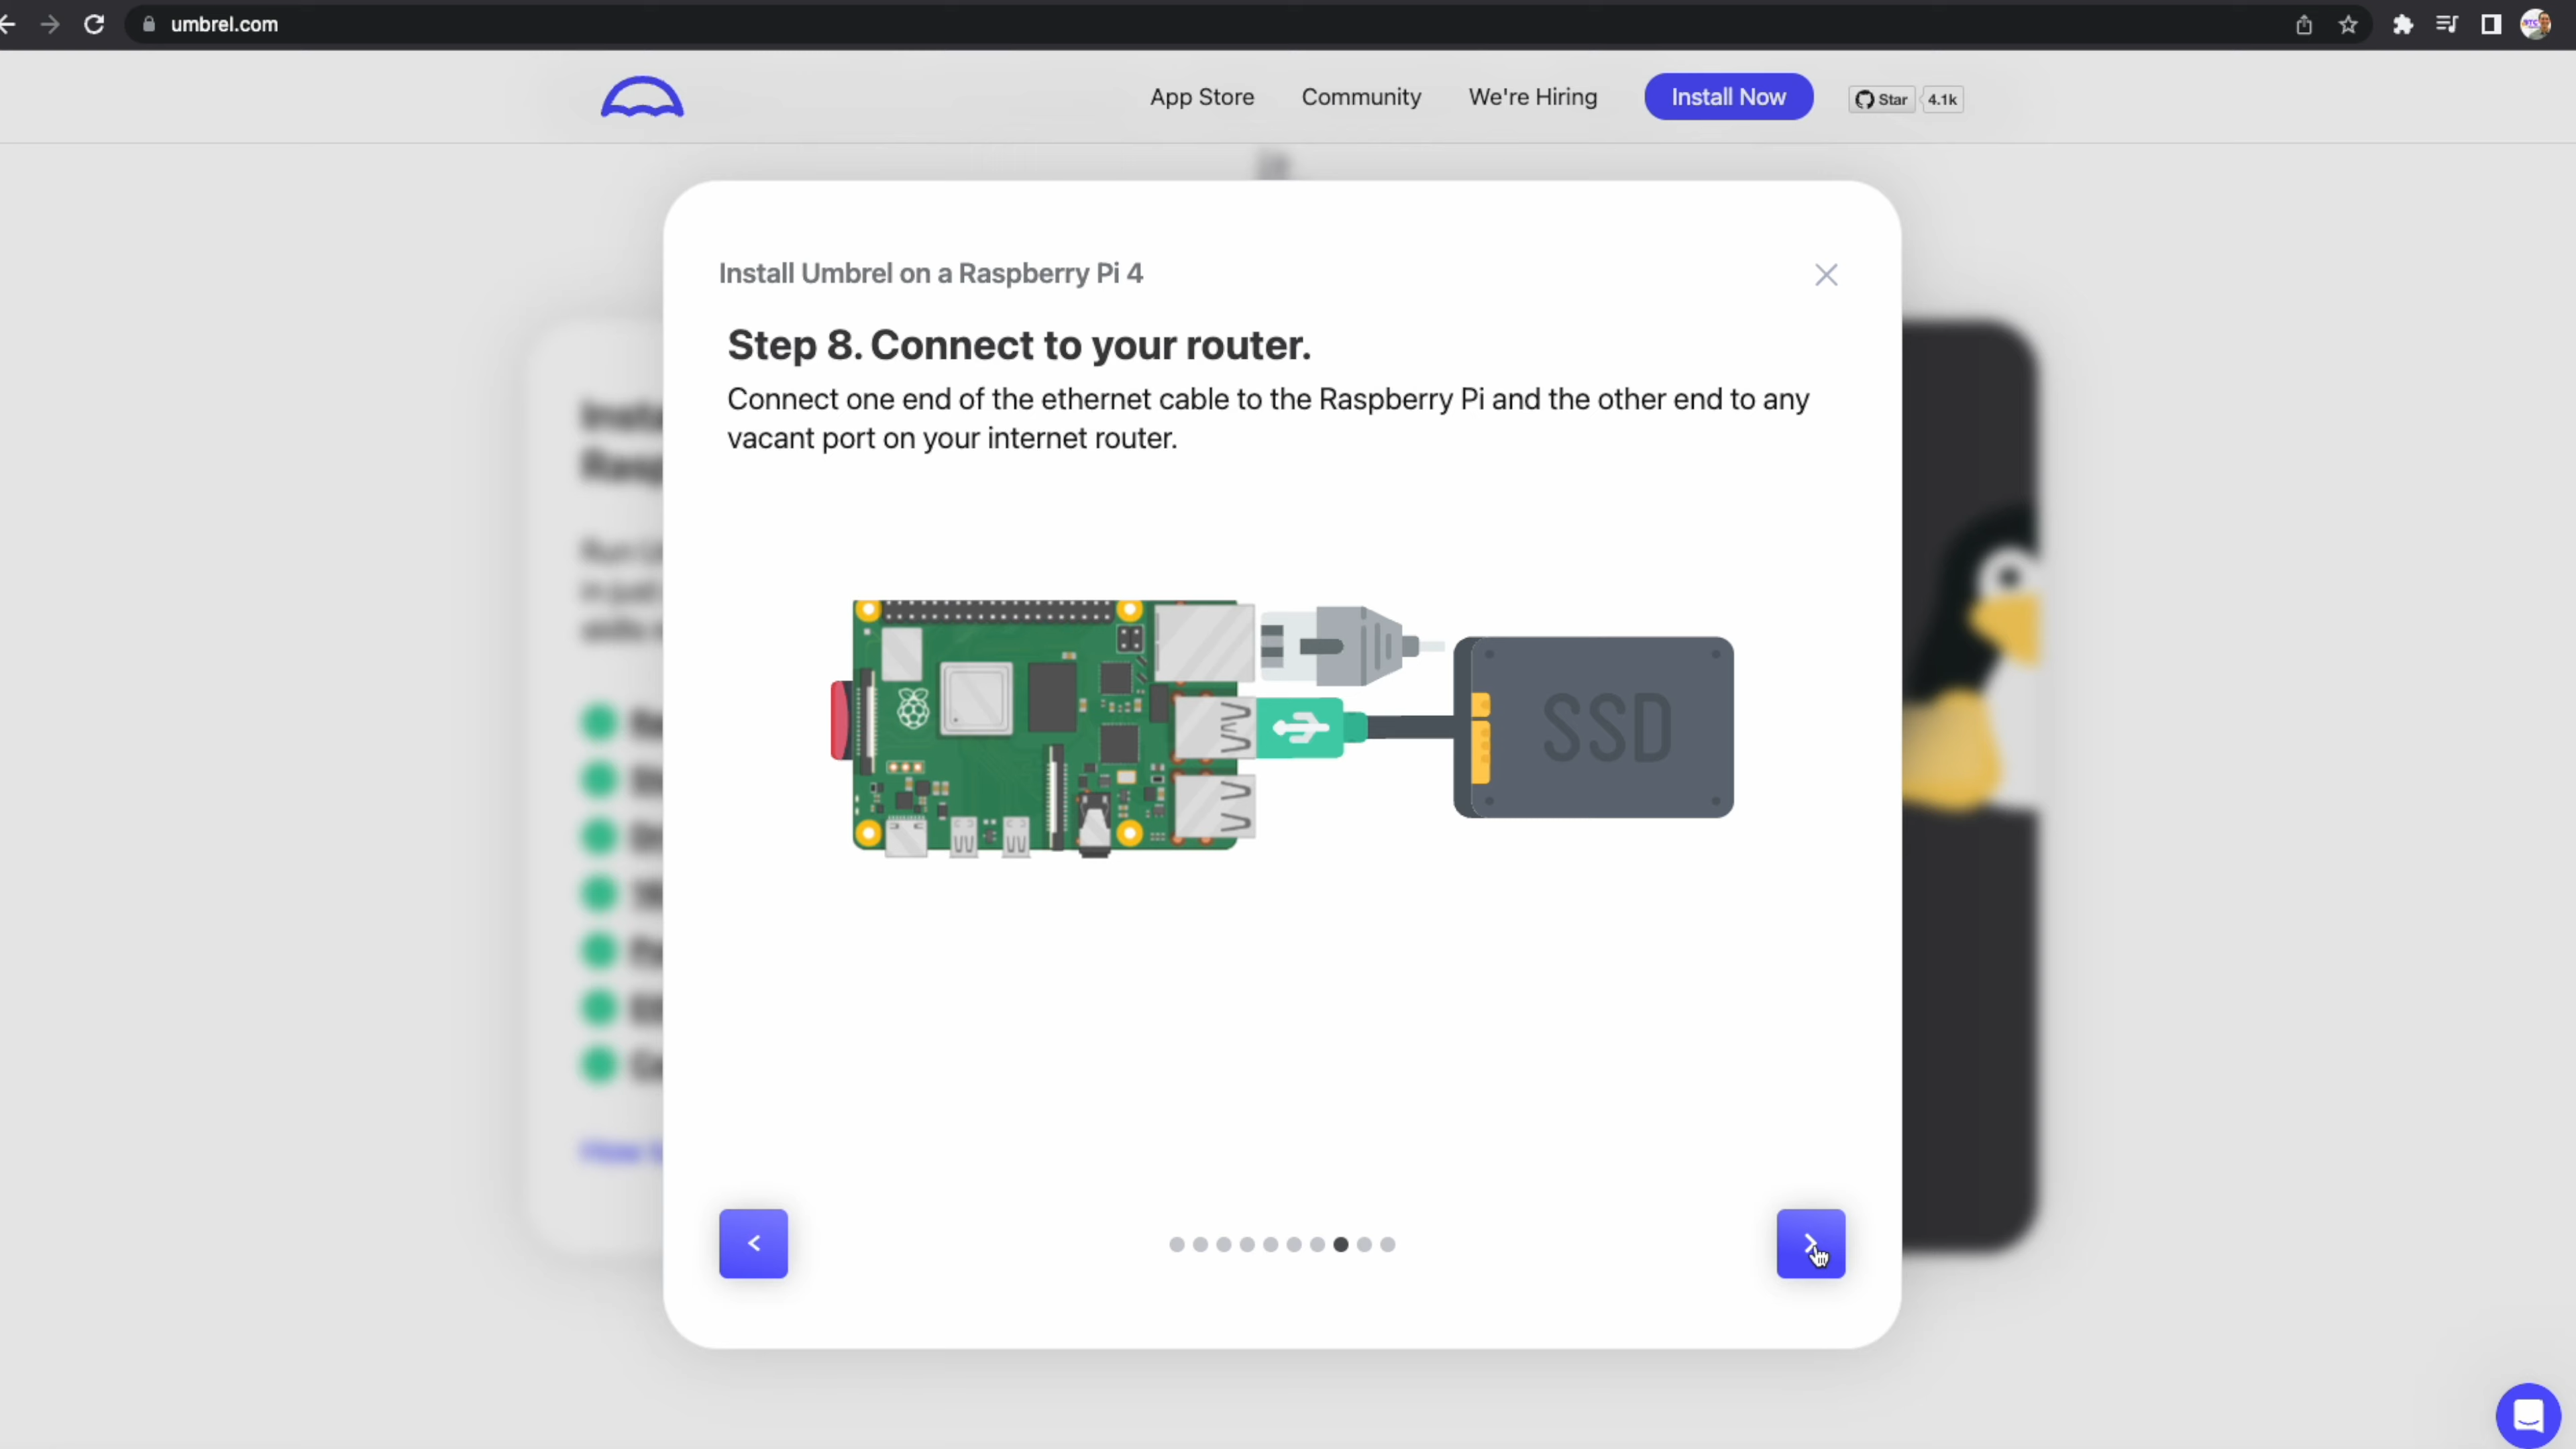 umbrel.com
App Store
Community
We're Hiring
Install Now
Star
4.1k
Install Umbrel on a Raspberry Pi 4
Step 8. Connect to your router.
Connect one end of the ethernet cable to the Raspberry Pi and the other end to any
vacant port on your internet router.
SSD